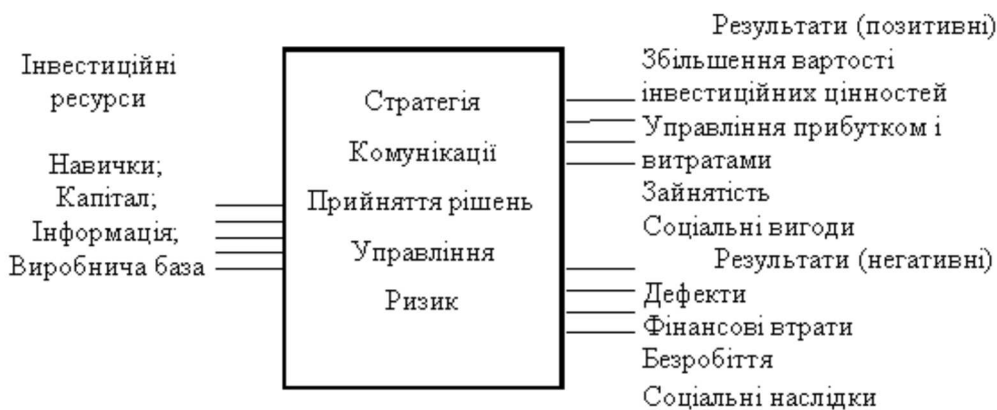 Інвестиційні
ресурси
Навички;
Капітал;
Інформація;
Виробнича база
Стратегія
Комунікації
Прийняття рішень
Управління
Ризик
Результати (позитивні)
Збільшення вартості
інвестиційних цінностей
Управління прибутком і
витратами
Зайнятість
Соціальні вигоди
Результати (негативні)
Дефекти
Фінансові втрати
Безробіття
Соціальні наслідки